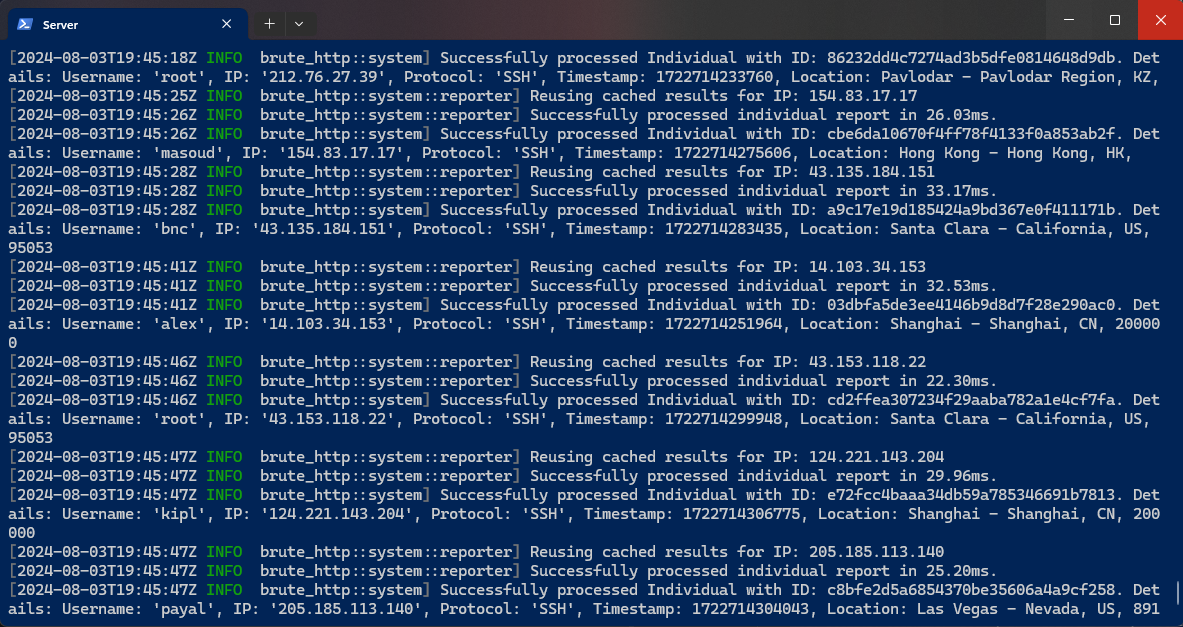 Server
[2024-08-03T19:45:18Z INFO  brute_http::system] Successfully processed Individual with ID: 86232dd4c7274ad3b5dfe0814648d9db. Det
ails: Username: 'root', IP: '212.76.27.39', Protocol: 'SSH', Timestamp: 1722714233760, Location: Pavlodar - Pavlodar Region, KZ,
[2024-08-03T19:45:25Z INFO  brute_http::system::reporter] Reusing cached results for IP: 154.83.17.17
[2024-08-03T19:45:26Z INFO  brute_http::system::reporter] Successfully processed individual report in 26.03ms.
[2024-08-03T19:45:26Z INFO  brute_http::system] Successfully processed Individual with ID: cbe6da10670f4ff78f4133f0a853ab2f. Det
ails: Username: 'masoud', IP: '154.83.17.17', Protocol: 'SSH', Timestamp: 1722714275606, Location: Hong Kong - Hong Kong, HK,
[2024-08-03T19:45:28Z INFO  brute_http::system::reporter] Reusing cached results for IP: 43.135.184.151
[2024-08-03T19:45:28Z INFO  brute_http::system::reporter] Successfully processed individual report in 33.17ms.
[2024-08-03T19:45:28Z INFO  brute_http::system] Successfully processed Individual with ID: a9c17e19d185424a9bd367e0f411171b. Det
ails: Username: 'bnc', IP: '43.135.184.151', Protocol: 'SSH', Timestamp: 1722714283435, Location: Santa Clara - California, US,
95053
[2024-08-03T19:45:41Z INFO  brute_http::system::reporter] Reusing cached results for IP: 14.103.34.153
[2024-08-03T19:45:41Z INFO  brute_http::system::reporter] Successfully processed individual report in 32.53ms.
[2024-08-03T19:45:41Z INFO  brute_http::system] Successfully processed Individual with ID: 03dbfa5de3ee4146b9d8d7f28e290ac0. Det
ails: Username: 'alex', IP: '14.103.34.153', Protocol: 'SSH', Timestamp: 1722714251964, Location: Shanghai - Shanghai, CN, 20000
0
[2024-08-03T19:45:46Z INFO  brute_http::system::reporter] Reusing cached results for IP: 43.153.118.22
[2024-08-03T19:45:46Z INFO  brute_http::system::reporter] Successfully processed individual report in 22.30ms.
[2024-08-03T19:45:46Z INFO  brute_http::system] Successfully processed Individual with ID: cd2ffea307234f29aaba782a1e4cf7fa. Det
ails: Username: 'root', IP: '43.153.118.22', Protocol: 'SSH', Timestamp: 1722714299948, Location: Santa Clara - California, US,
95053
[2024-08-03T19:45:47Z INFO  brute_http::system::reporter] Reusing cached results for IP: 124.221.143.204
[2024-08-03T19:45:47Z INFO  brute_http::system::reporter] Successfully processed individual report in 29.96ms.
[2024-08-03T19:45:47Z INFO  brute_http::system] Successfully processed Individual with ID: e72fcc4baaa34db59a785346691b7813. Det
ails: Username: 'kipl', IP: '124.221.143.204', Protocol: 'SSH', Timestamp: 1722714306775, Location: Shanghai - Shanghai, CN, 200
000
[2024-08-03T19:45:47Z INFO  brute_http::system::reporter] Reusing cached results for IP: 205.185.113.140
[2024-08-03T19:45:47Z INFO  brute_http::system::reporter] Successfully processed individual report in 25.20ms.
[2024-08-03T19:45:47Z INFO  brute_http::system] Successfully processed Individual with ID: c8bfe2d5a6854370be35606a4a9cf258. Det
ails: Username: 'payal', IP: '205.185.113.140', Protocol: 'SSH', Timestamp: 1722714304043, Location: Las Vegas - Nevada, US, 891